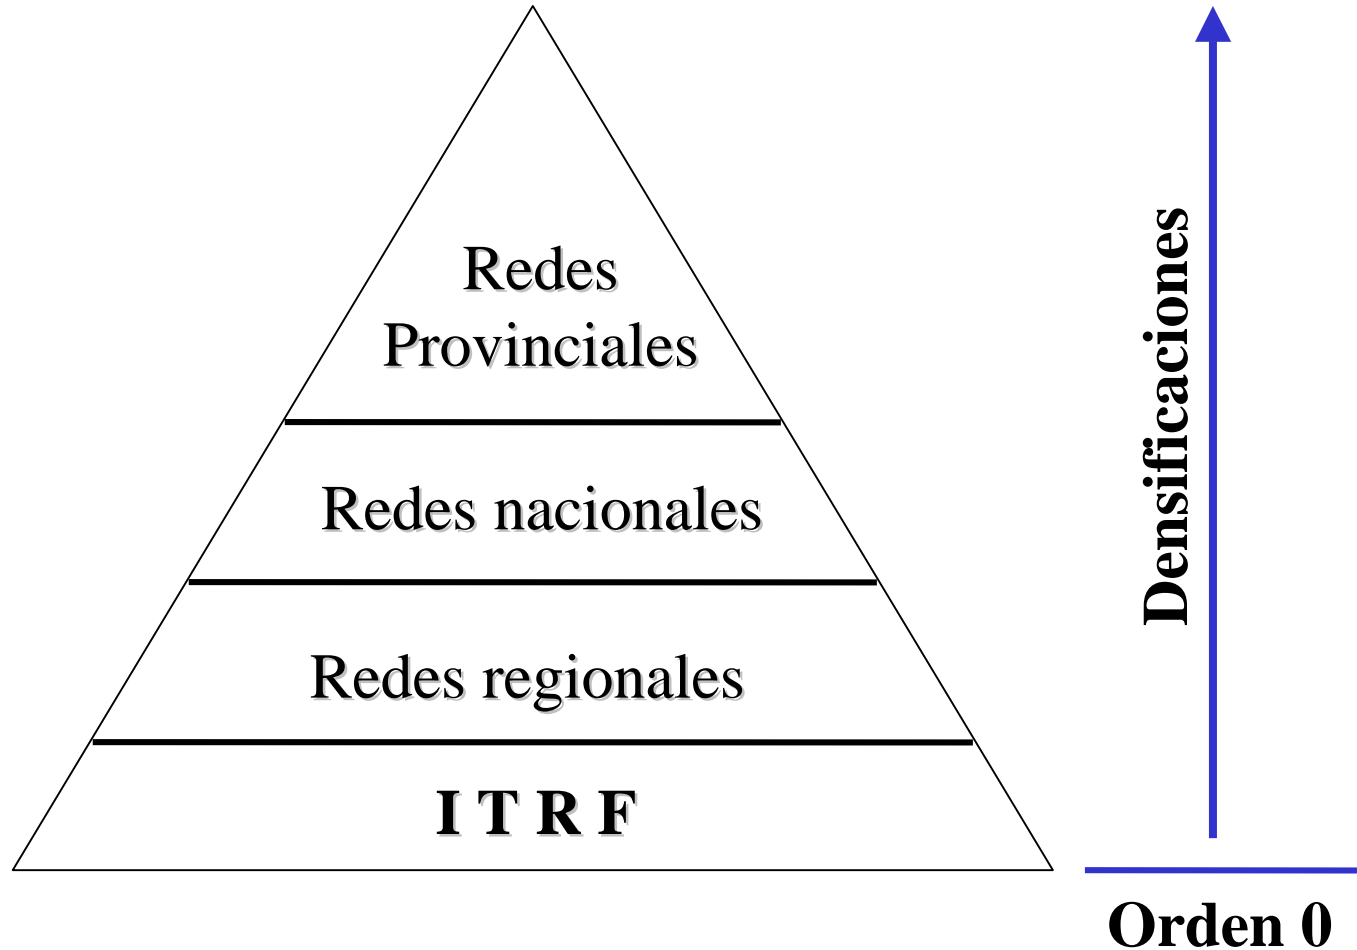 Redes
Provinciales
Redes nacionales
Redes regionales
I T R F
Densificaciones
Orden 0